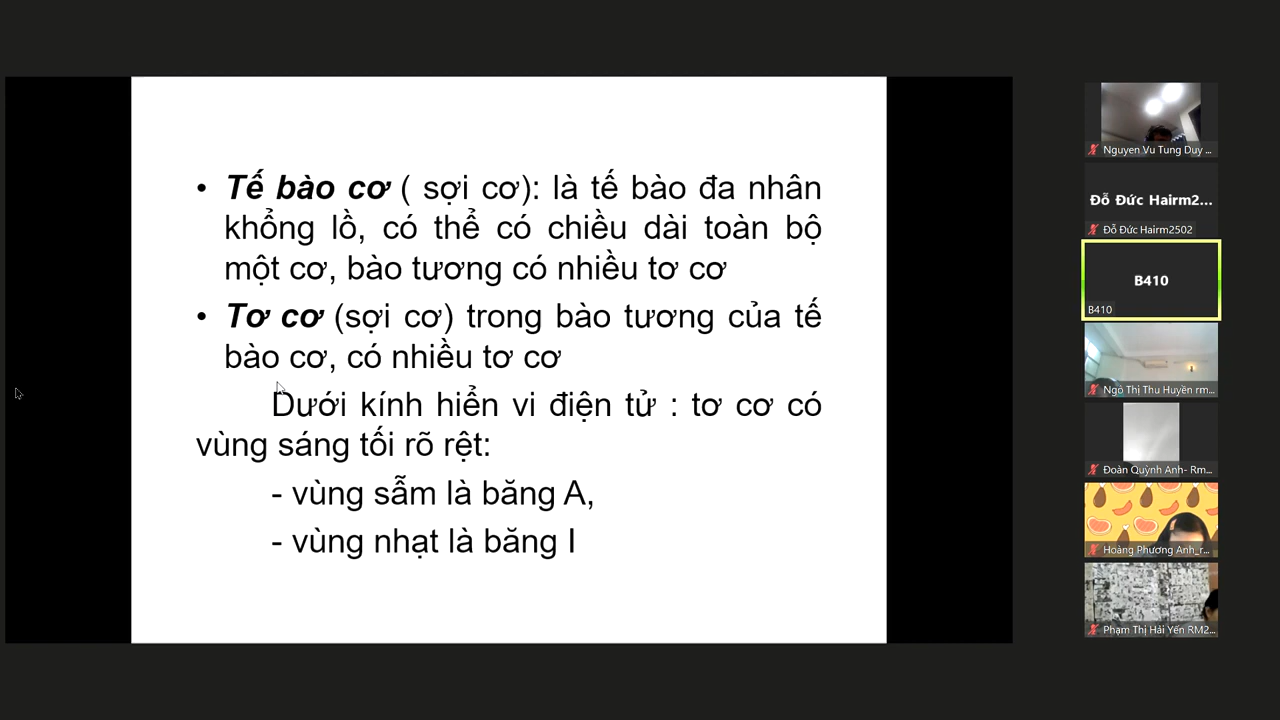 • Tế bào cơ ( sợi cơ): là tế bào đa nhân
khổng lồ, có thể có chiều dài toàn bộ
một cơ, bào tương có nhiều tơ cơ
• Tơ cơ (sợi cơ) trong bào tương của tế
bào cơ, có nhiều tơ cơ
Dưới kính hiển vi điện tử : tơ cơ có
vùng sáng tối rõ rệt:
- vùng sẫm là băng A,
- vùng nhạt là băng I
Nguyen Vu Tung Duy ...
Đỗ Đức Hairm2...
Đỗ Đức Hairm2502
B410
B410
Ngô Thị Thu Huyền rm...
Đoàn Quỳnh Anh- Rm...
Hoàng Phương Anh_r...
Phạm Thị Hải Yến RM2...